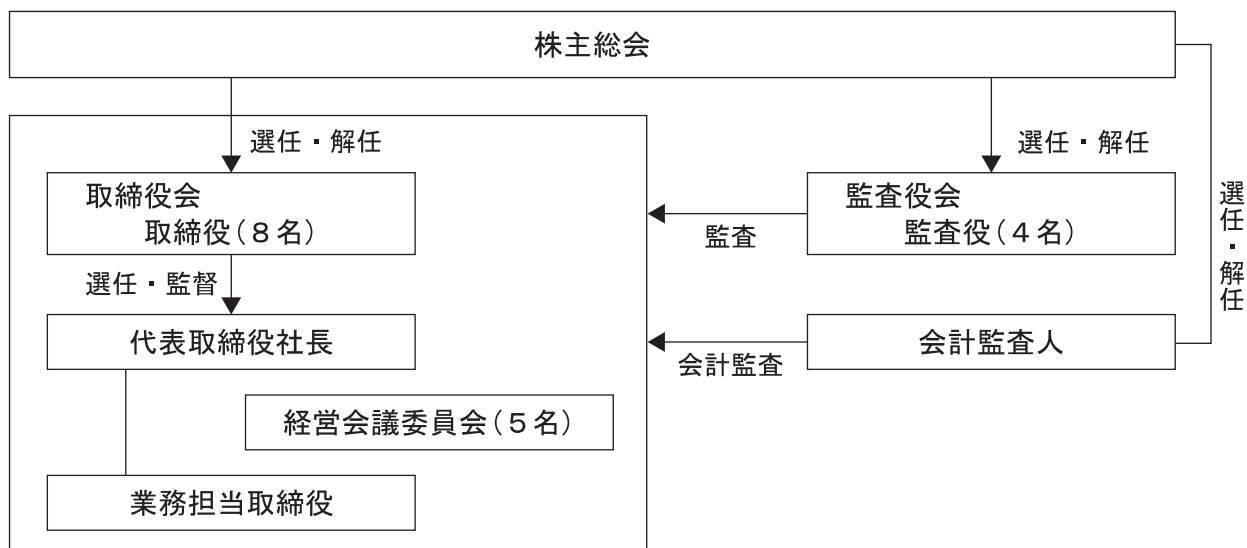 株主総会
選任・解任
選任・解任
選任・解任
取締役会
取締役(8名)
監査役会
監査役(4名)
監査
選任・監督
代表取締役社長
会計監査人
会計監査
経営会議委員会(5名)
業務担当取締役